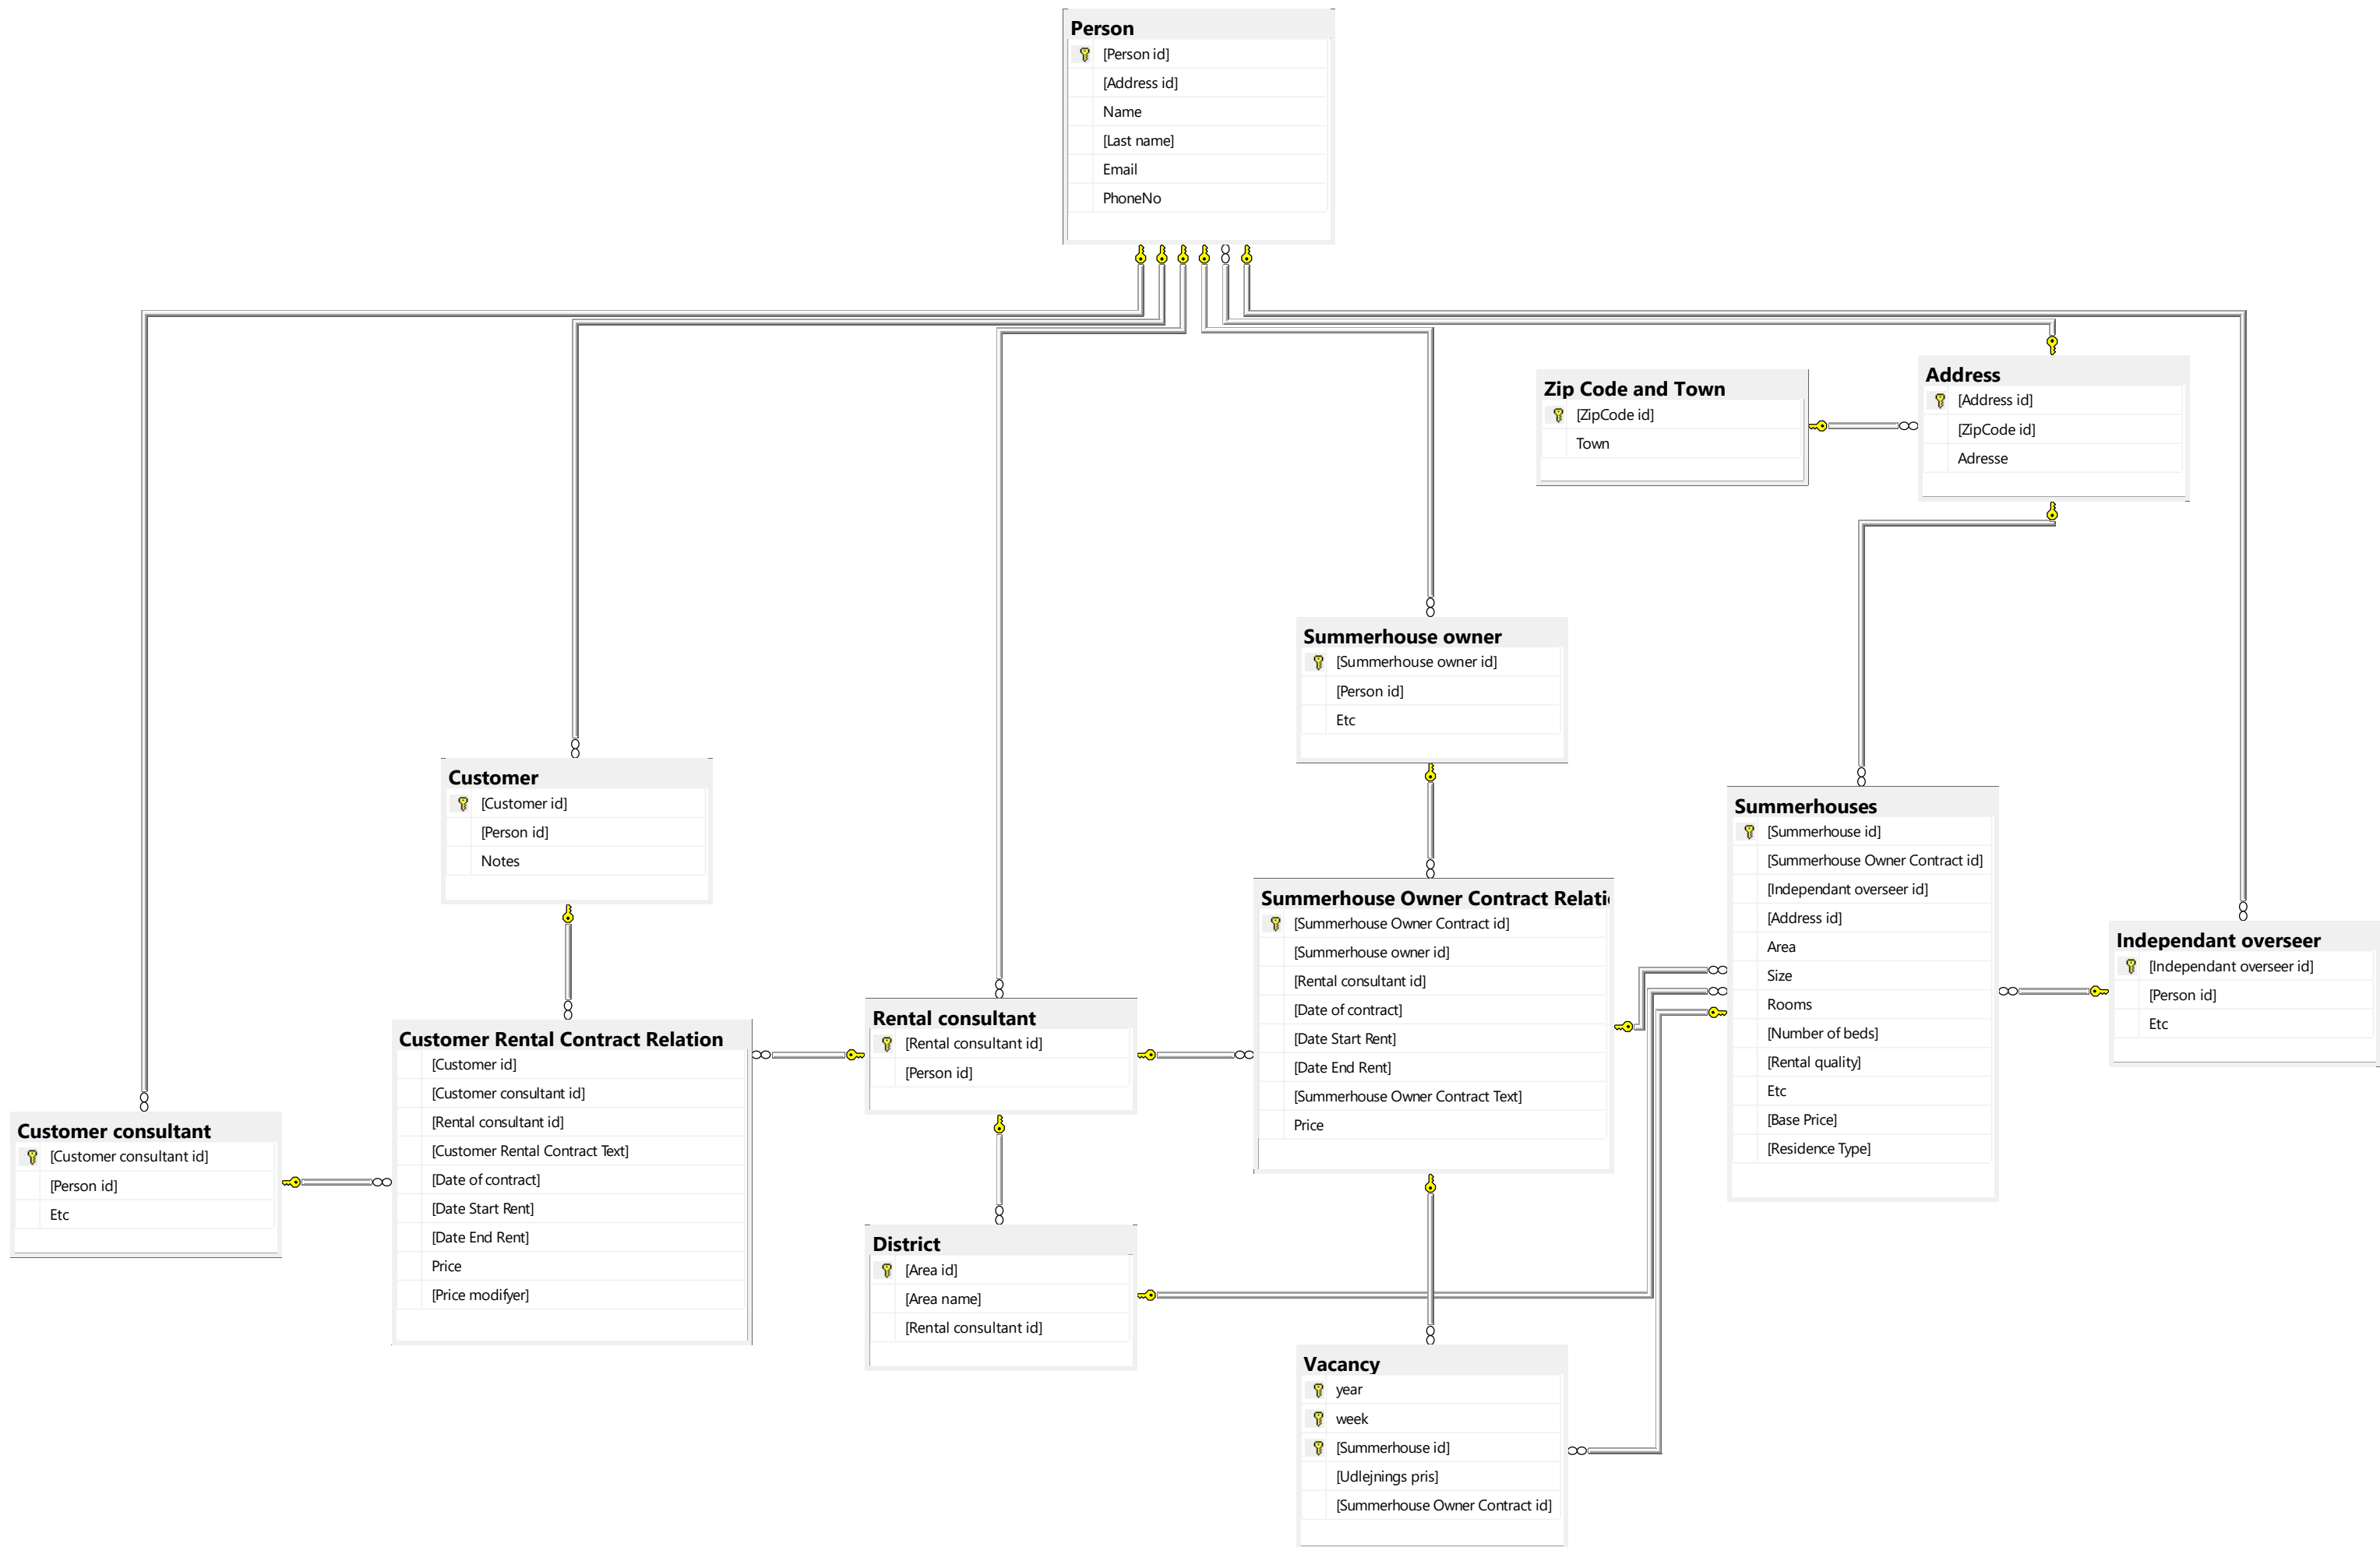 Person
[Person id]
[Address id]
Name
[Last name]
Email
PhoneNo
Zip Code and Town
[ZipCode id]
Town
Address
[Address id]
[ZipCode id]
Adresse
Summerhouse owner
[Summerhouse owner id]
[Person id]
Etc
Customer
[Customer id]
[Person id]
Notes
Summerhouses
[Summerhouse id]
[Summerhouse Owner Contract id]
[Independant overseer id]
[Address id]
Area
Size
Rooms
[Number of beds]
[Rental quality]
Etc
[Base Price]
[Residence Type]
Summerhouse Owner Contract Relati
[Summerhouse Owner Contract id]
[Summerhouse owner id]
[Rental consultant id]
[Date of contract]
[Date Start Rent]
[Date End Rent]
[Summerhouse Owner Contract Text]
Price
Independant overseer
[Independant overseer id]
[Person id]
Etc
Rental consultant
[Rental consultant id]
[Person id]
Customer Rental Contract Relation
[Customer id]
[Customer consultant id]
[Rental consultant id]
[Customer Rental Contract Text]
[Date of contract]
[Date Start Rent]
[Date End Rent]
Price
[Price modifyer]
Customer consultant
[Customer consultant id]
[Person id]
Etc
District
[Area id]
[Area name]
[Rental consultant id]
Vacancy
year
week
[Summerhouse id]
[Udlejnings pris]
[Summerhouse Owner Contract id]